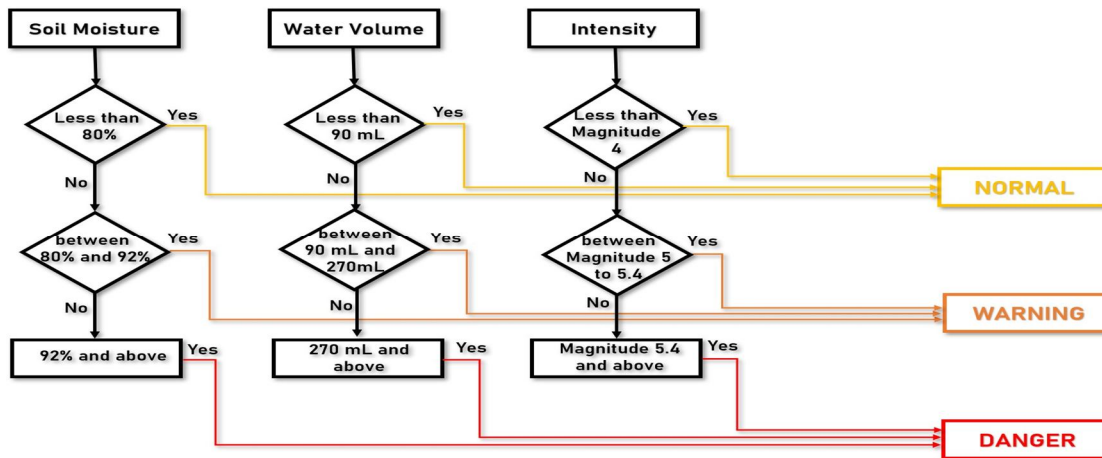 Soil Moisture
Water Volume
Intensity
Less than
80%
Yes
Less than
90 mL
Yes
Less than
Magnitude
4
Yes
No
No
No
NORMAL
between
80% and 92%
Yes
between
90 mL and
270mL
Yes
between
Magnitude 5
to 5.4
Yes
No
No
No
WARNING
92% and above
Yes
270 mL and
above
Yes
Magnitude 5.4
and above
Yes
DANGER